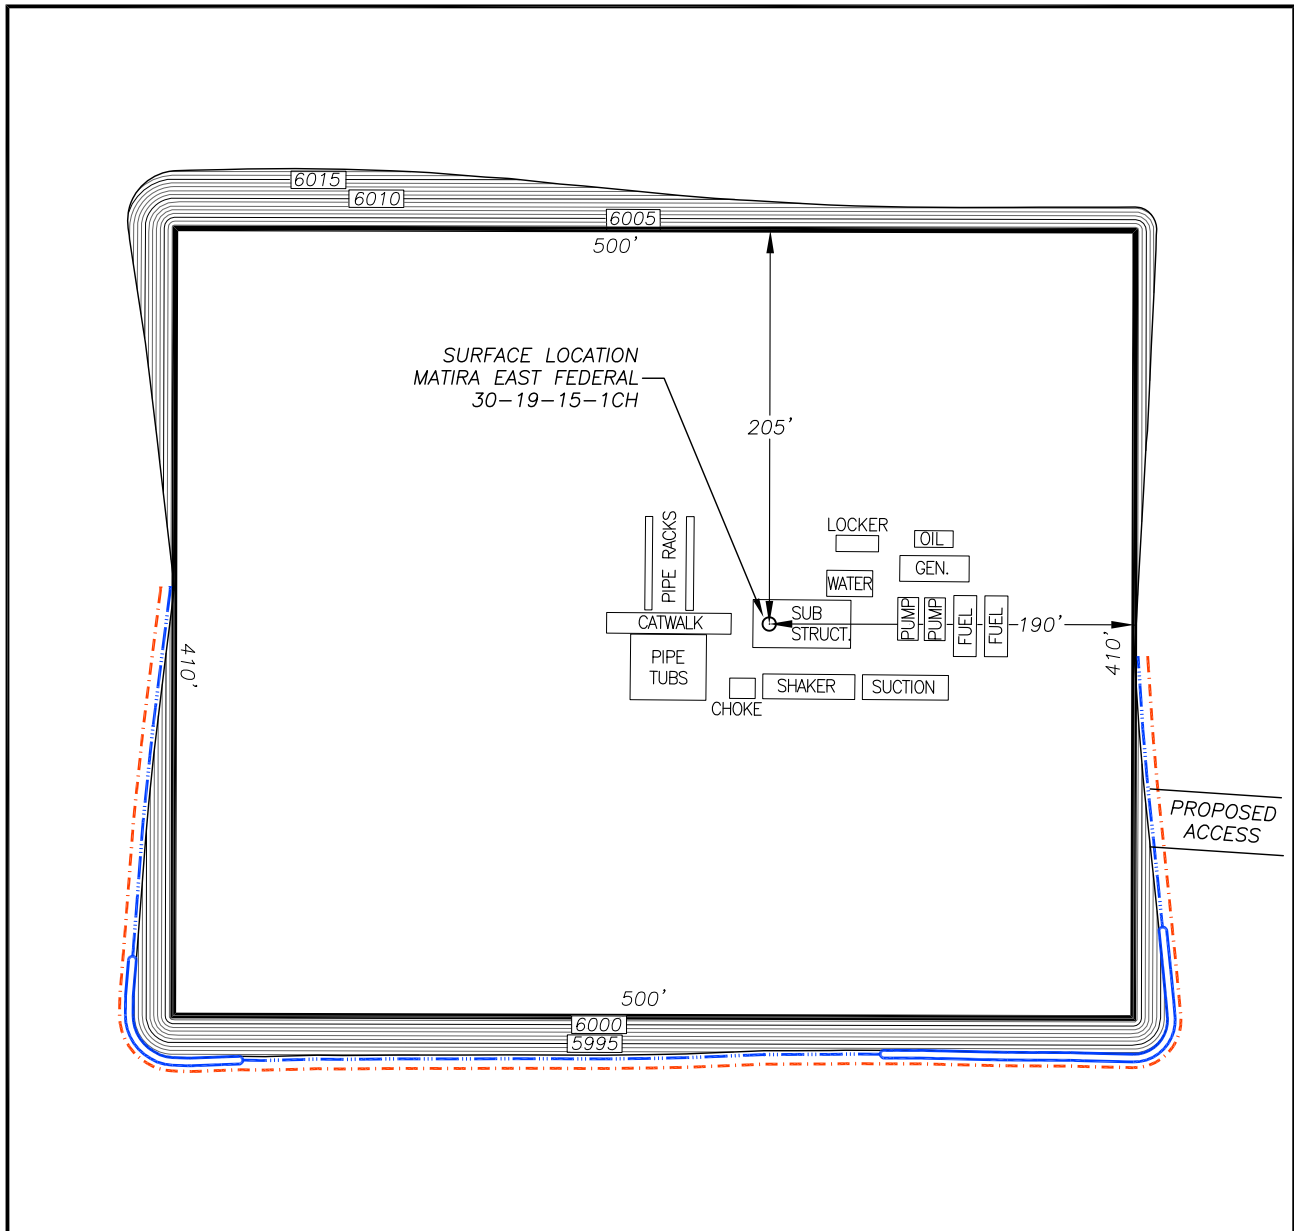 6015
6010
6005
500'
SURFACE LOCATION
MATIRA EAST FEDERAL
30-19-15-1CH
205'
PIPE RACKS
LOCKER
OIL
GEN.
WATER
CATWALK
SUB
STRUCT.
PUMP
PUMP
FUEL
FUEL
190'
410'
410'
PIPE
TUBS
CHOKE
SHAKER
SUCTION
PROPOSED
ACCESS
500'
6000
5995